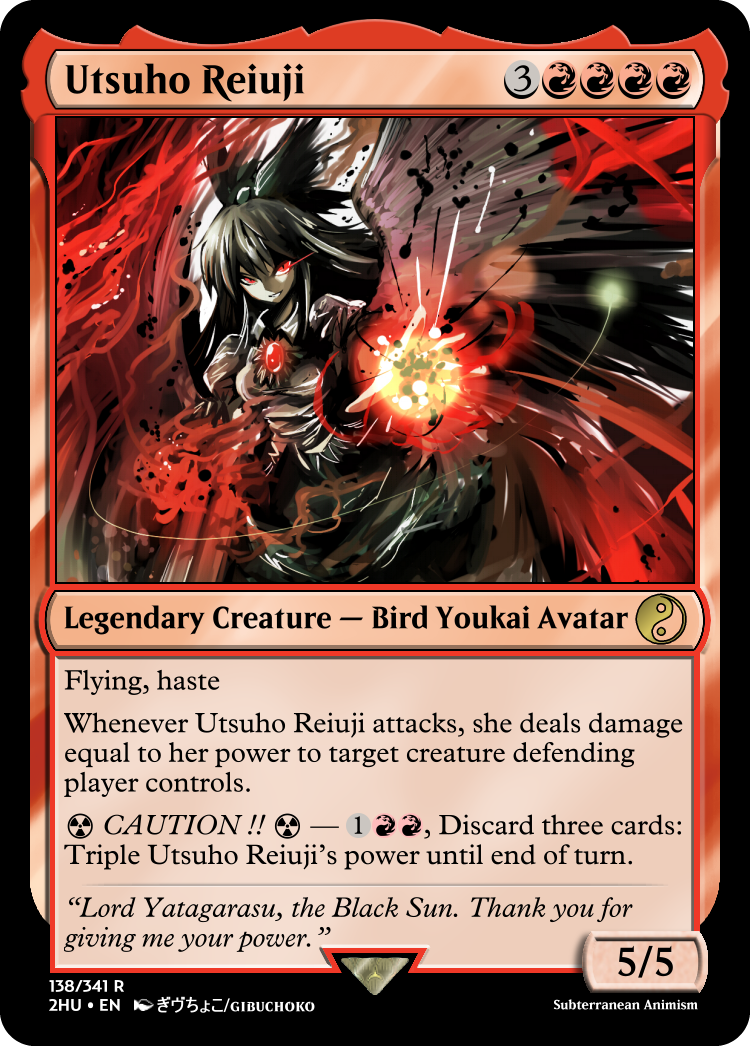 Utsuho Reiuji 3
Legendary Creature — Bird Youkai Avatar
Flying, haste
Whenever Utsuho Reiuji attacks, she deals damage
equal to her power to target creature defending
player controls.
☢ CAUTION !! ☢ — 1, Discard three cards:
Triple Utsuho Reiuji's power until end of turn.
“Lord Yatagarasu, the Black Sun. Thank you for
giving me your power.”
5/5
138/341 R
2HU • EN ぎヴちょこ/GIBUCHOKO
Subterranean Animism